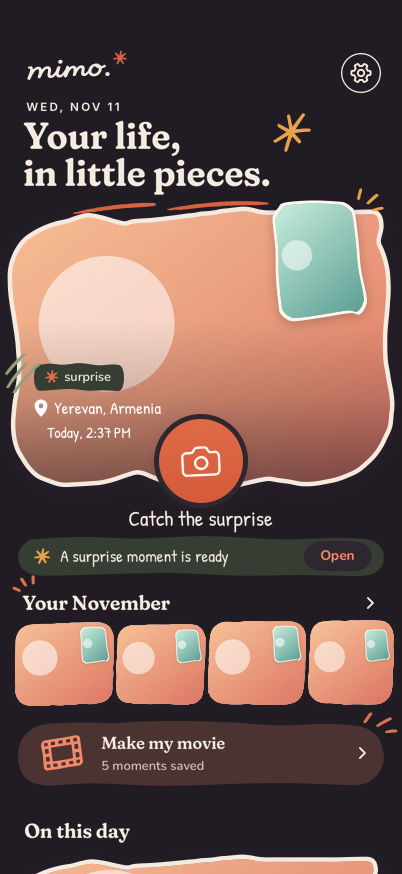 mimo.
WED, NOV 11
Your life,
in little pieces.
surprise
Yerevan, Armenia
Today, 2:37 PM
Catch the surprise
A surprise moment is ready
Open
Your November
Make my movie
5 moments saved
On this day